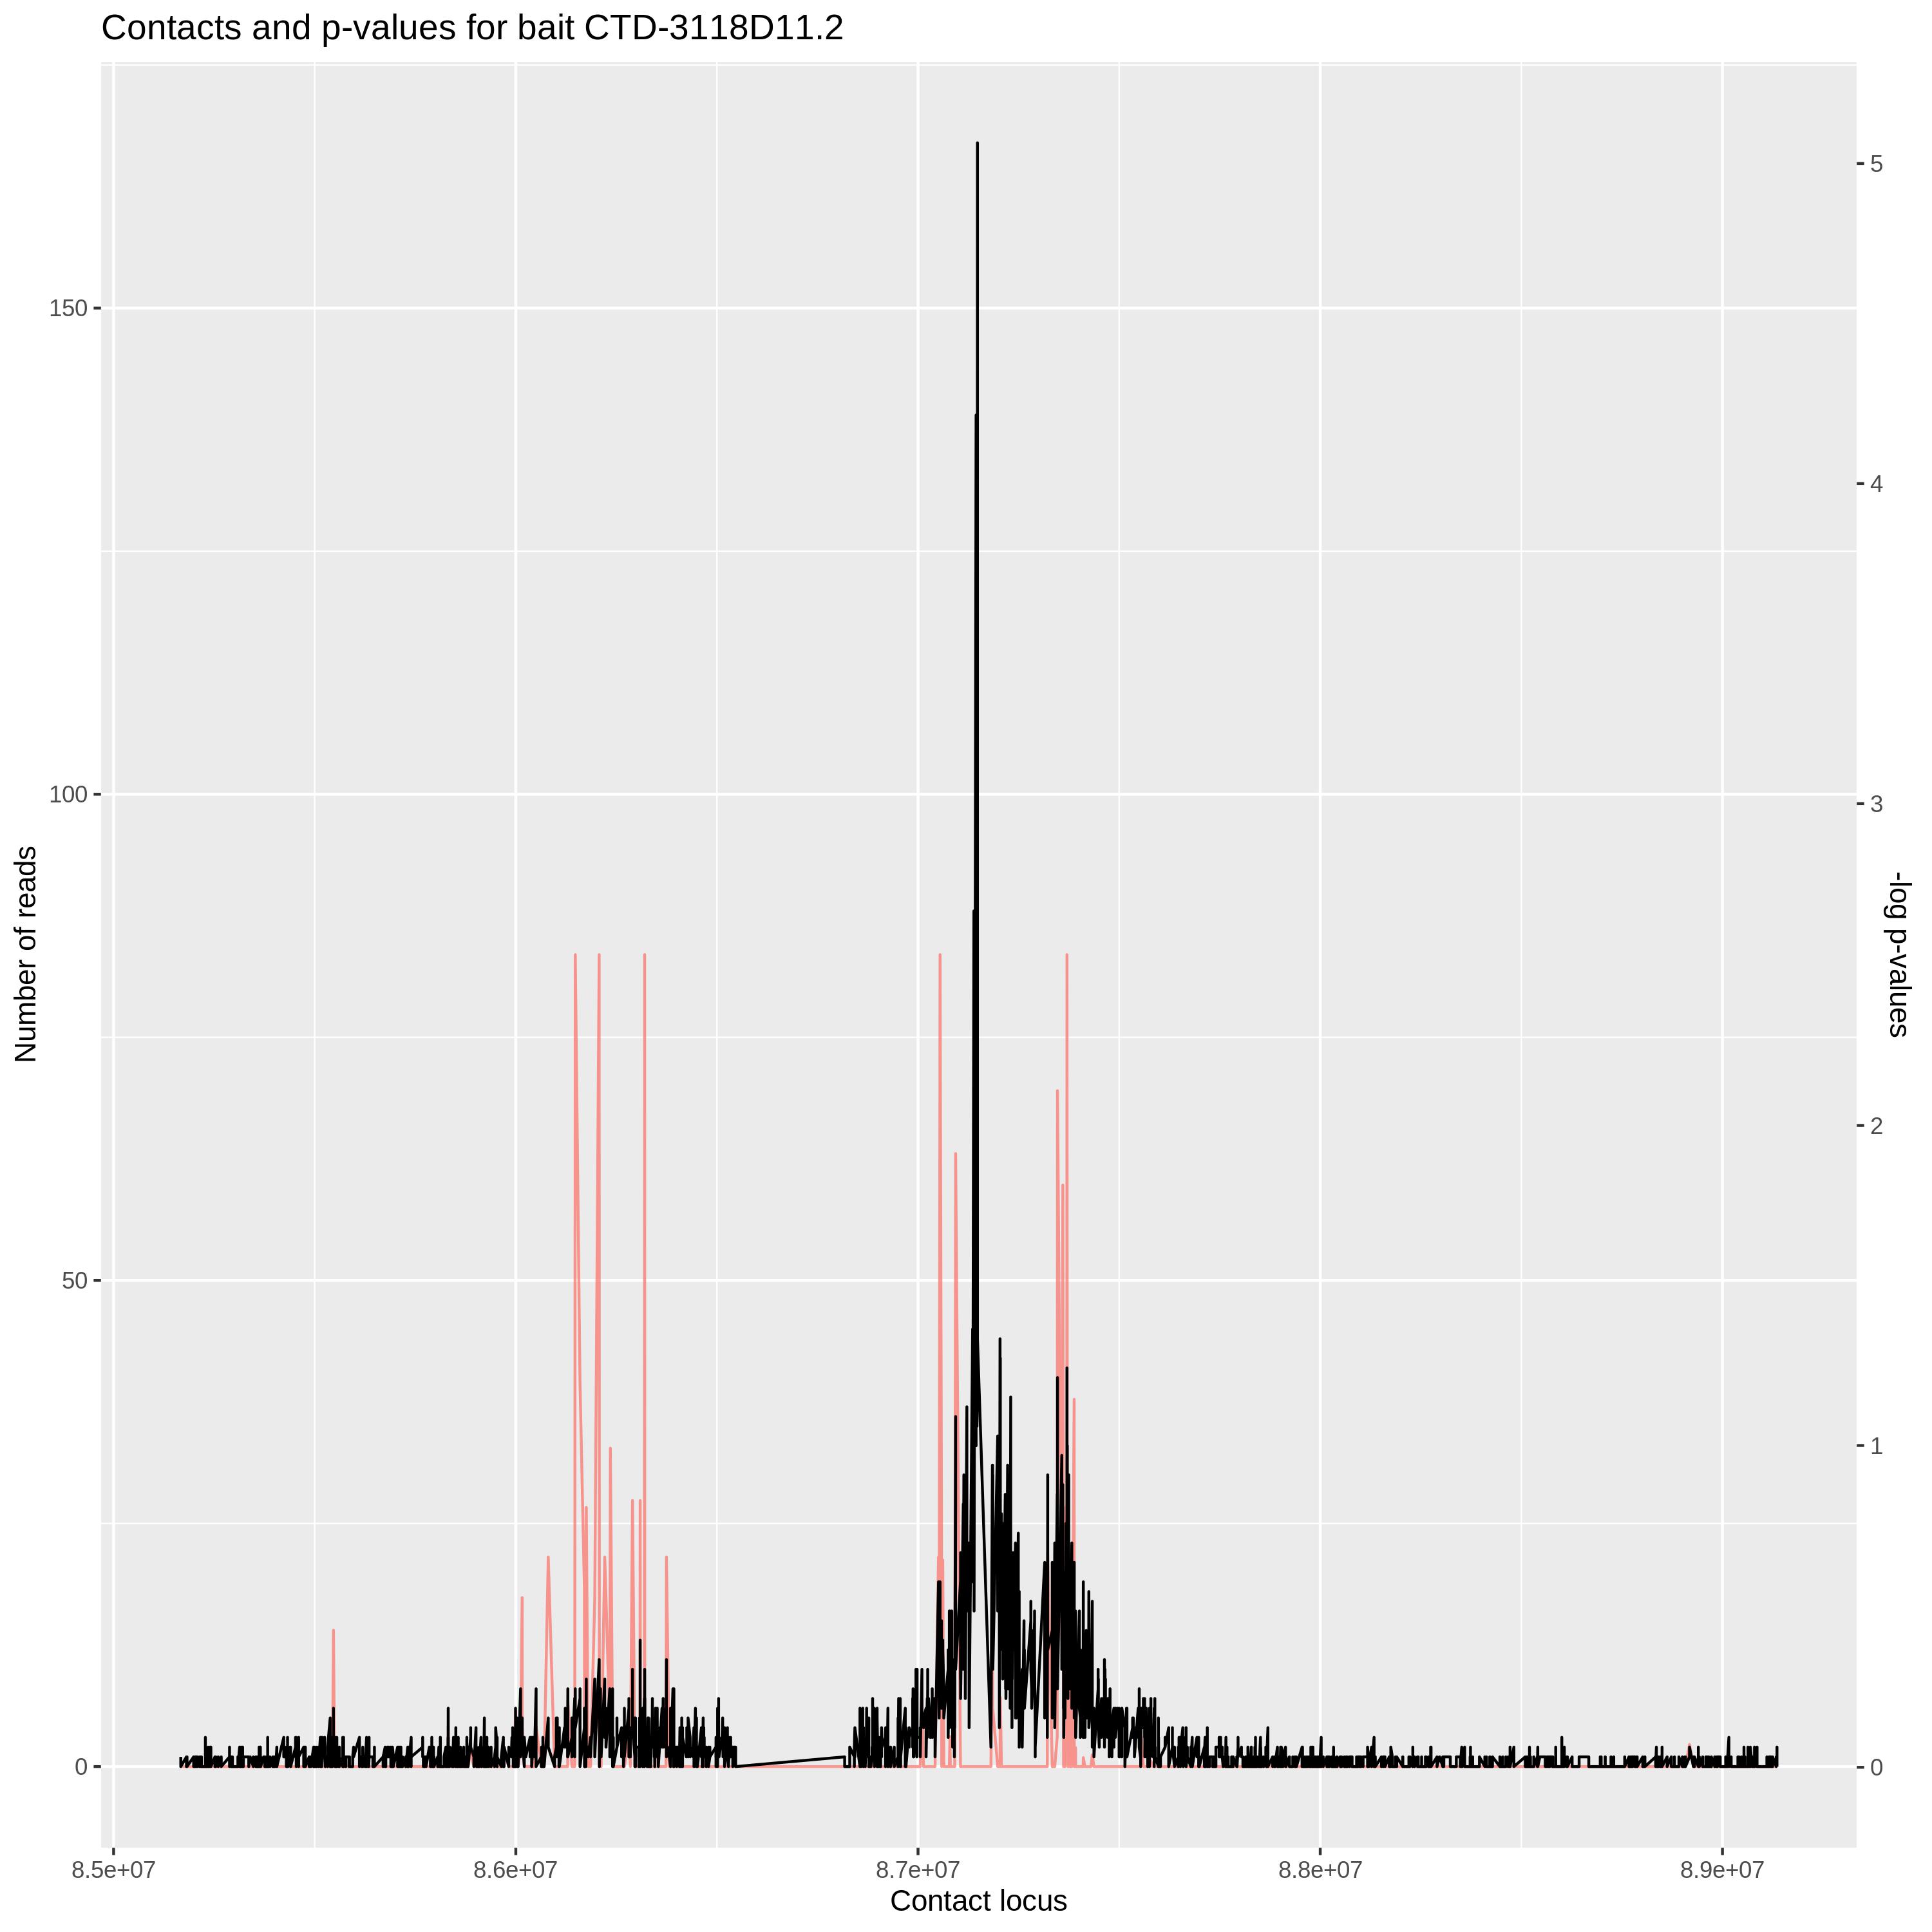 Contacts and p-values for bait CTD-3118D11.2
150
100
50
0
Number of reads
5
4
3
2
1
0
-log p-values
8.5e+07
8.6e+07
8.7e+07
8.8e+07
8.9e+07
Contact locus